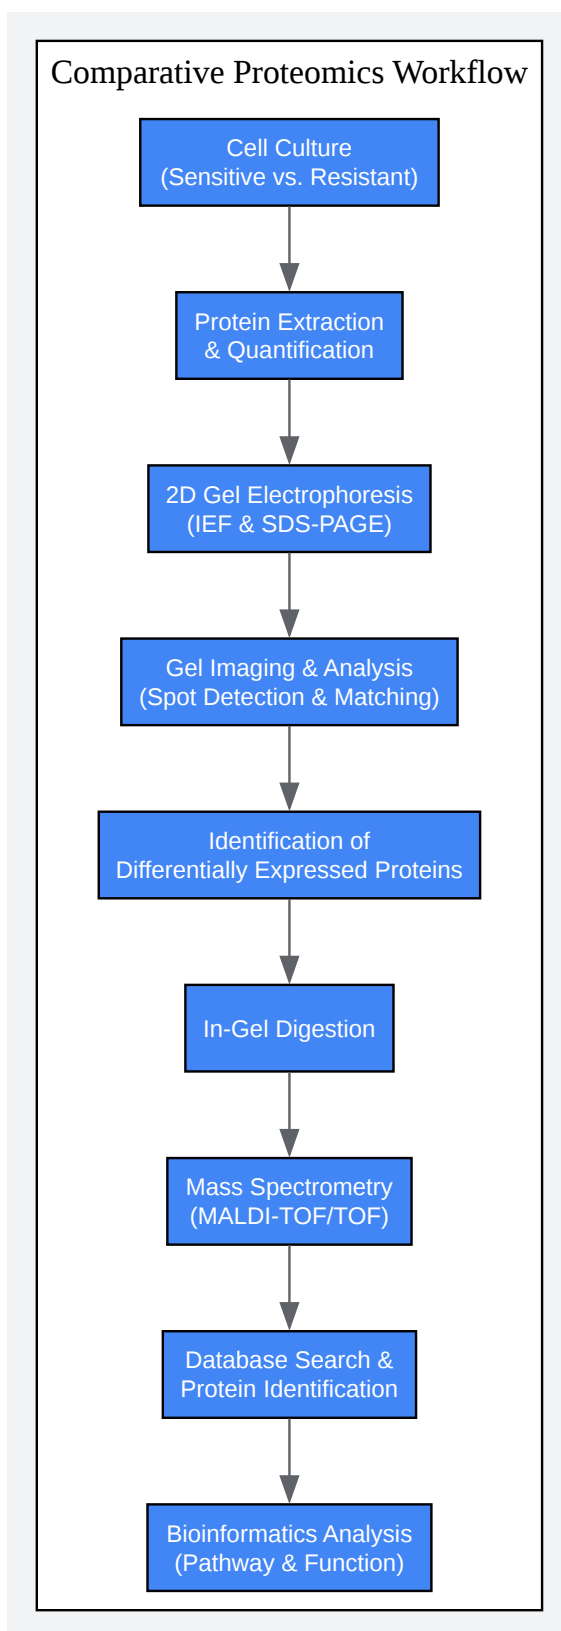 Comparative Proteomics Workflow
Cell Culture
(Sensitive vs. Resistant)
Protein Extraction
& Quantification
2D Gel Electrophoresis
(IEF & SDS-PAGE)
Gel Imaging & Analysis
(Spot Detection & Matching)
Identification of
Differentially Expressed Proteins
In-Gel Digestion
Mass Spectrometry
(MALDI-TOF/TOF)
Database Search &
Protein Identification
Bioinformatics Analysis
(Pathway & Function)